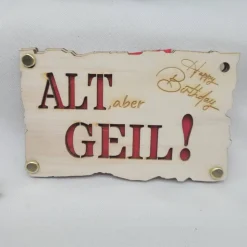 Happy
Birthday
ALT, aber
GEIL!